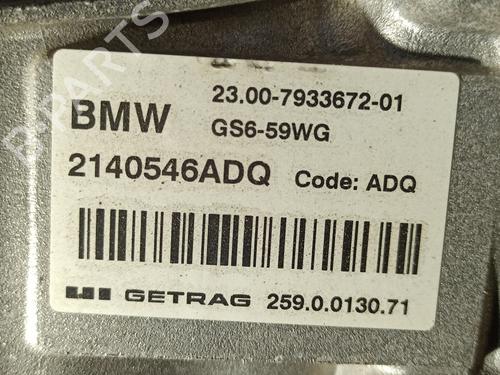 BMW 23.00-7933672-01
GS6-59WG
2140546ADQ Code: ADQ
GETRAG 259.0.0130.71